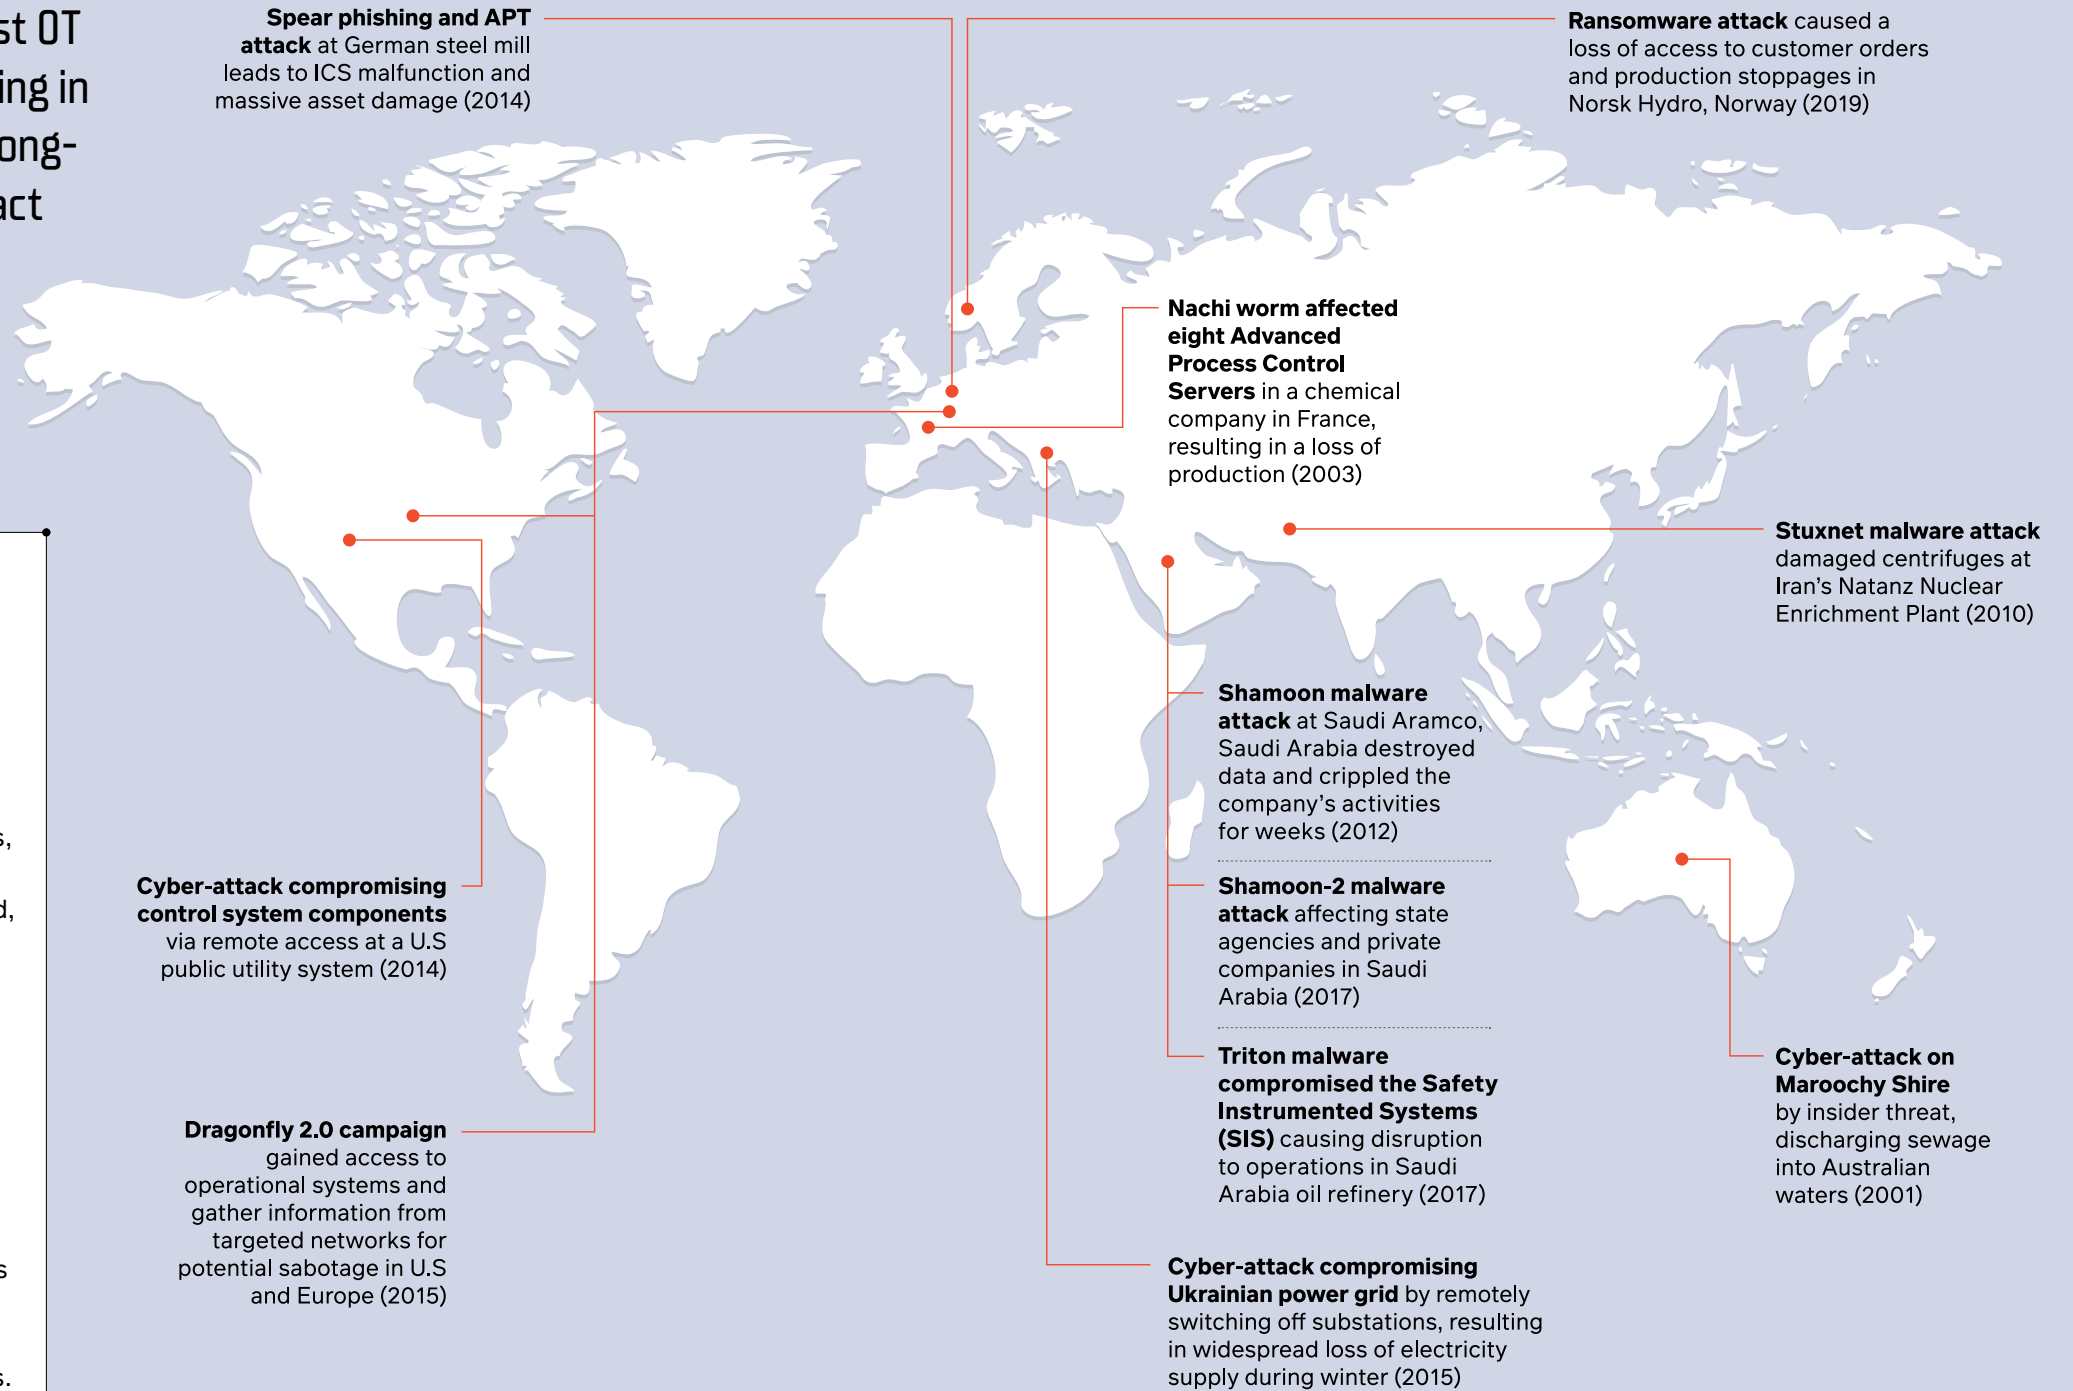 st OT
ing in
ong-
act
s,
d,
s
s.
Spear phishing and APT
attack at German steel mill
leads to ICS malfunction and
massive asset damage (2014)
Ransomware attack caused a
loss of access to customer orders
and production stoppages in
Norsk Hydro, Norway (2019)
Nachi worm affected
eight Advanced
Process Control
Servers in a chemical
company in France,
resulting in a loss of
production (2003)
Stuxnet malware attack
damaged centrifuges at
Iran's Natanz Nuclear
Enrichment Plant (2010)
Shamoon malware
attack at Saudi Aramco,
Saudi Arabia destroyed
data and crippled the
company's activities
for weeks (2012)
Shamoon-2 malware
attack affecting state
agencies and private
companies in Saudi
Arabia (2017)
Triton malware
compromised the Safety
Instrumented Systems
(SIS) causing disruption
to operations in Saudi
Arabia oil refinery (2017)
Cyber-attack compromising
control system components
via remote access at a U.S
public utility system (2014)
Dragonfly 2.0 campaign
gained access to
operational systems and
gather information from
targeted networks for
potential sabotage in U.S
and Europe (2015)
Cyber-attack compromising
Ukrainian power grid by remotely
switching off substations, resulting
in widespread loss of electricity
supply during winter (2015)
Cyber-attack on
Maroochy Shire
by insider threat,
discharging sewage
into Australian
waters (2001)